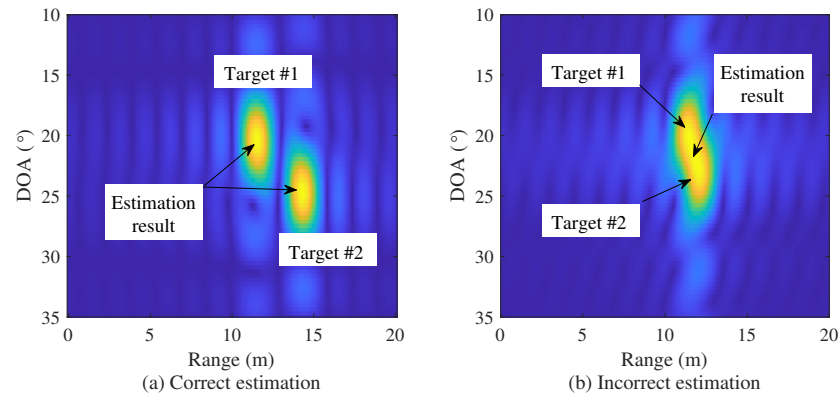 10
15
20
25
30
35
DOA (°)
0
5
10
15
20
Range (m)
Target #1
Estimation
result
Target #2
(a) Correct estimation
10
15
20
25
30
35
DOA (°)
0
5
10
15
20
Range (m)
Target #1
Estimation
result
Target #2
(b) Incorrect estimation